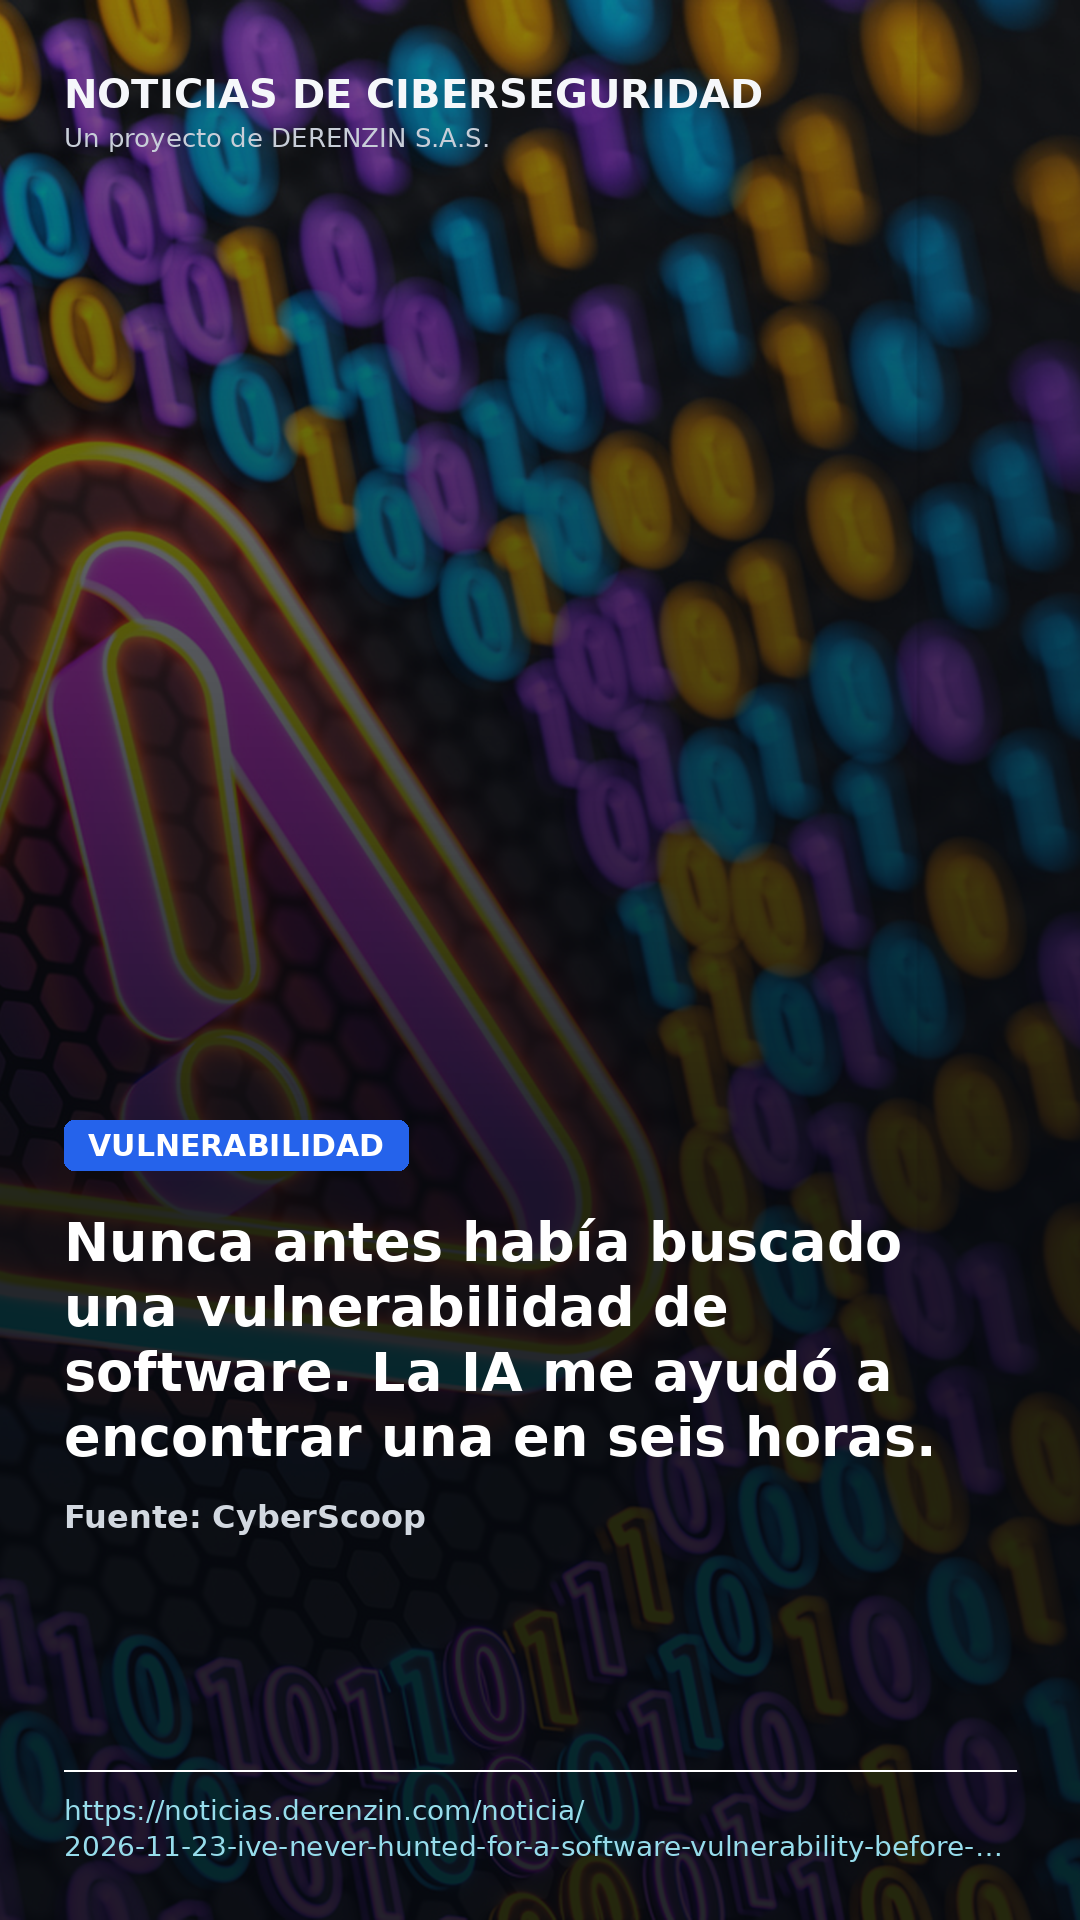 NOTICIAS DE CIBERSEGURIDAD
Un proyecto de DERENZIN S.A.S.
VULNERABILIDAD
Nunca antes había buscado
una vulnerabilidad de
software. La IA me ayudó a
encontrar una en seis horas.
Fuente: CyberScoop
https://noticias.derenzin.com/noticia/
2026-11-23-ive-never-hunted-for-a-software-vulnerability-before-…